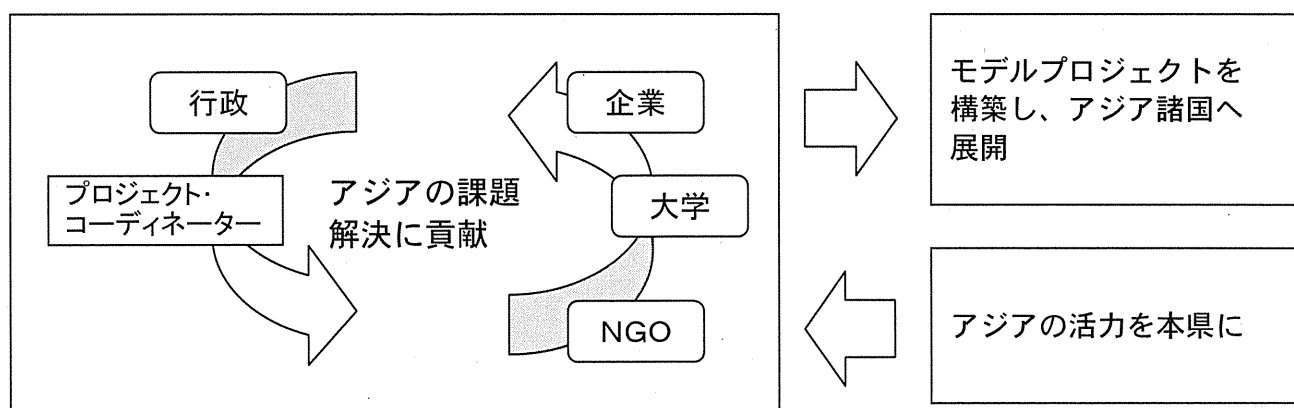 行政
プロジェクト・
コーディネーター
アジアの課題
解決に貢献
企業
大学
NGO
モデルプロジェクトを
構築し、アジア諸国へ
展開
アジアの活力を本県に